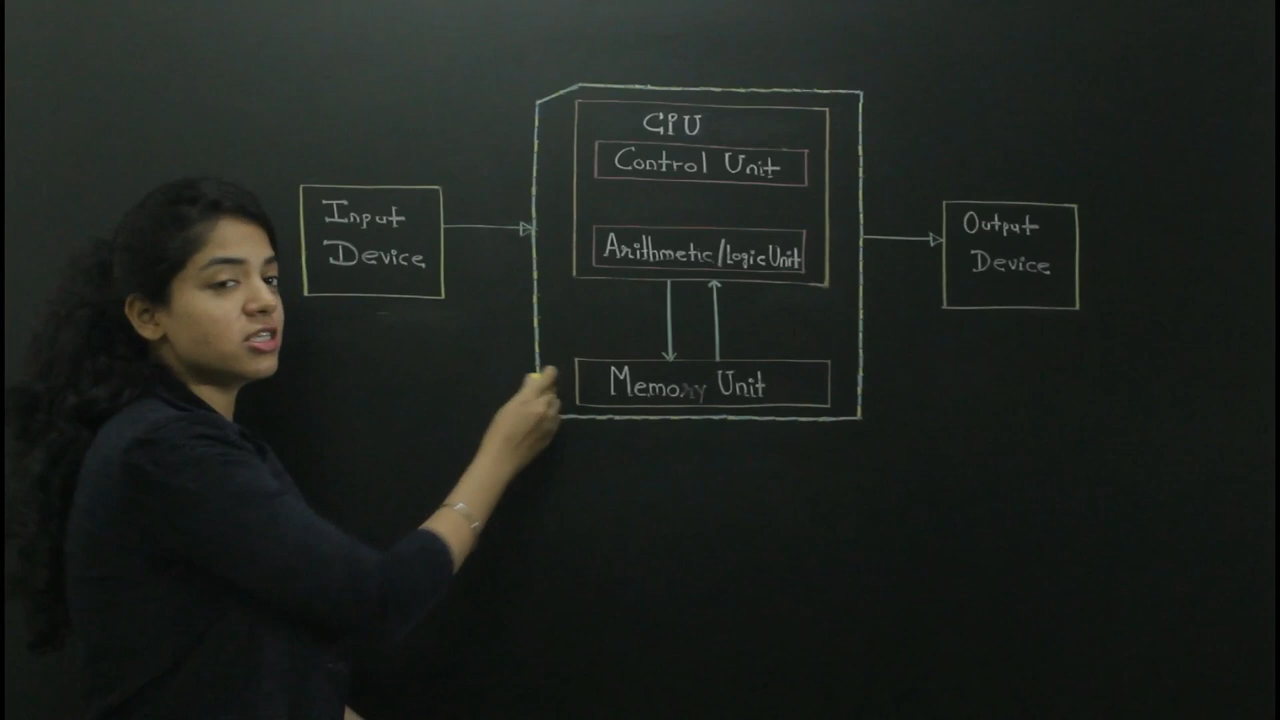 Input
Device
CPU
Control Unit
Arithmetic/Logic Unit
Memory Unit
Output
Device